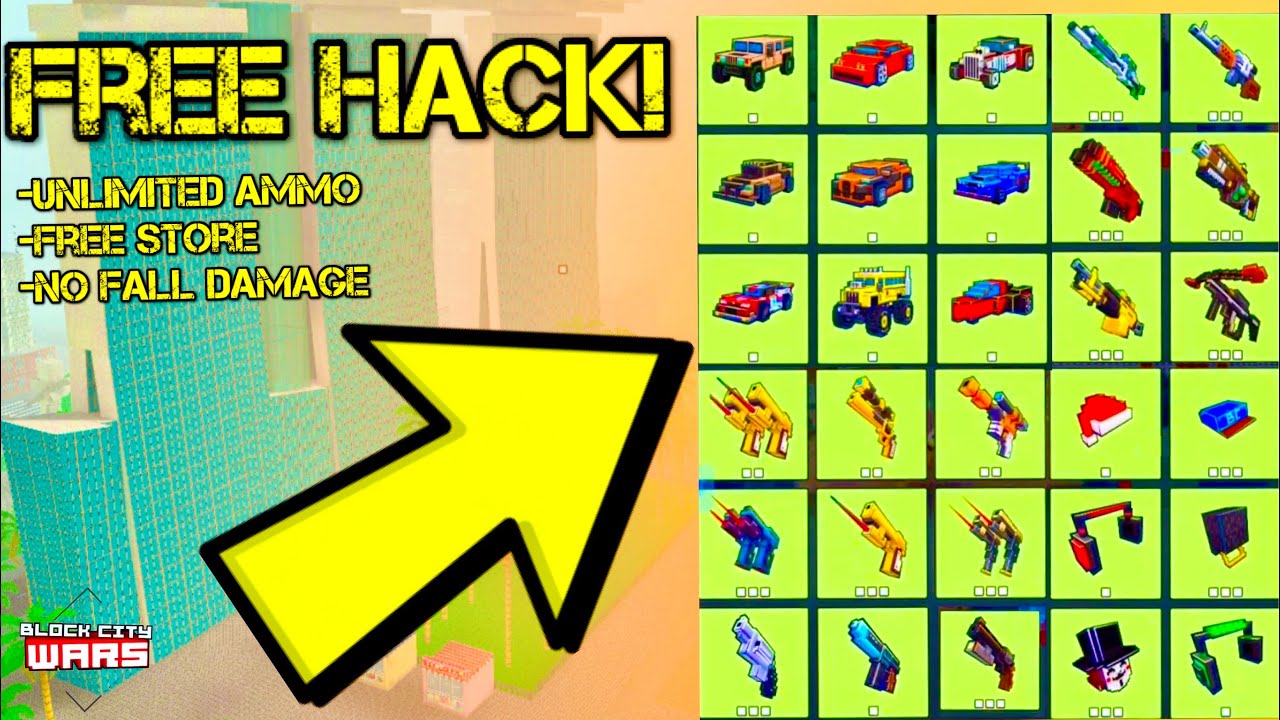 FREE HACK!
-UNLIMITED AMMO
-FREE STORE
-NO FALL DAMAGE
BLOCK CITY
WARS